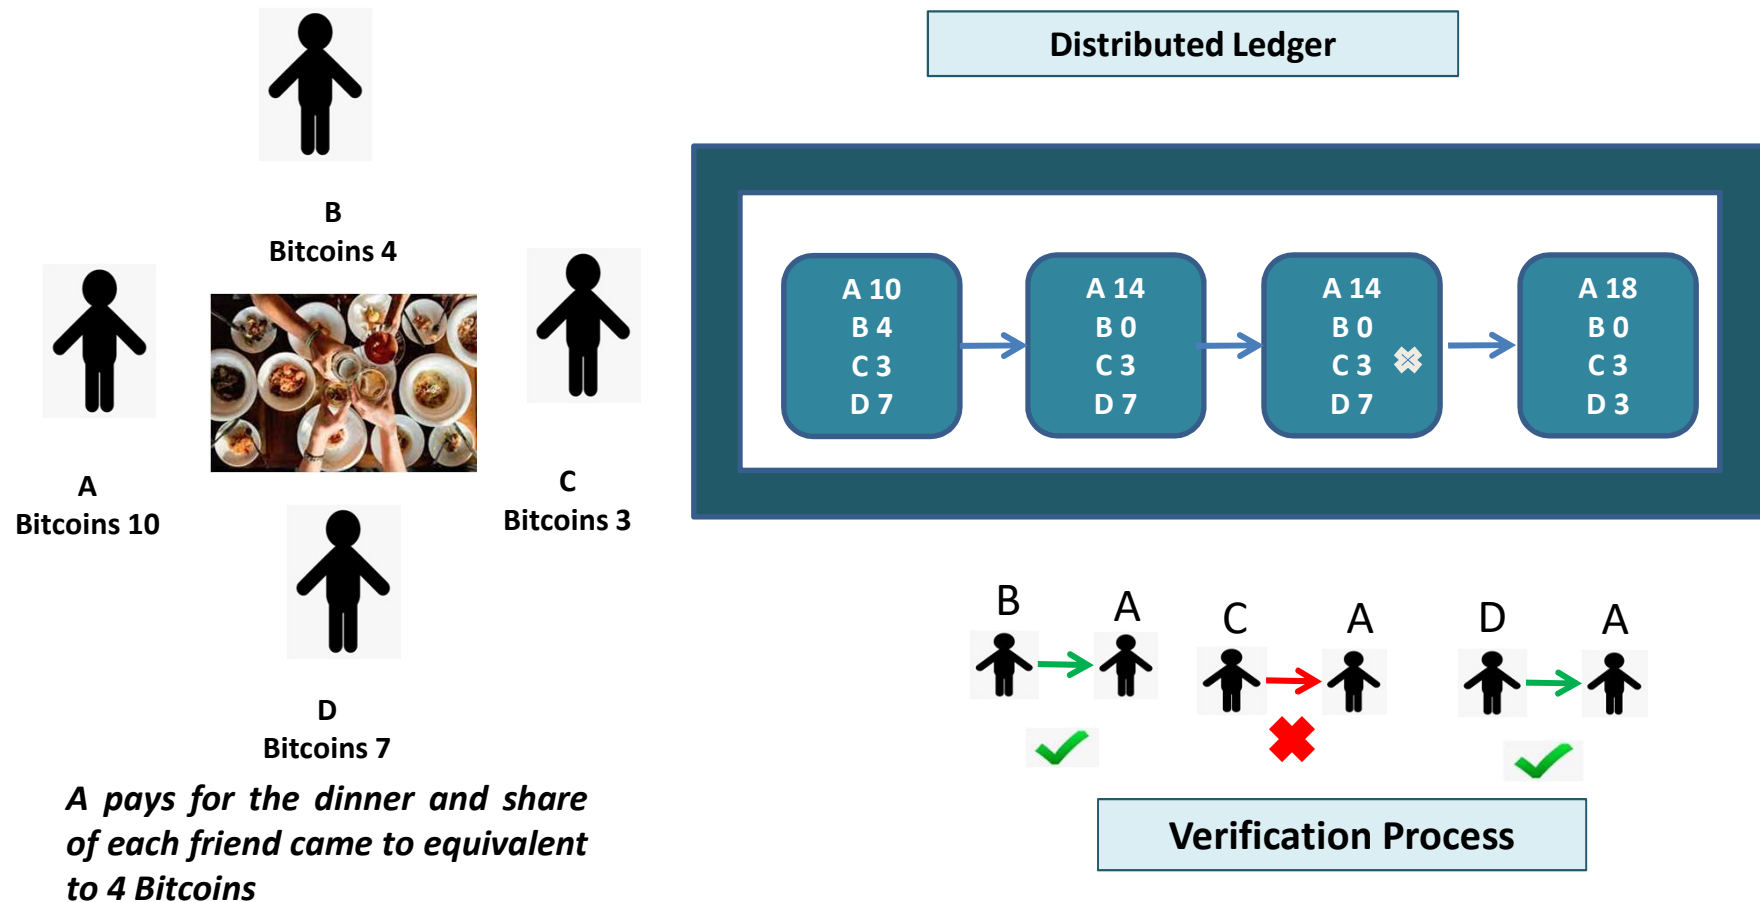 Distributed Ledger
B
Bitcoins 4
A
Bitcoins 10
C
Bitcoins 3
D
Bitcoins 7
A pays for the dinner and share
of each friend came to equivalent
to 4 Bitcoins
A 10
B 4
C 3
D 7
A 14
B 0
C 3
D 7
A 14
B 0
C 3
D 7
A 18
B 0
C 3
D 3
B
A
C
A
D
A
Verification Process